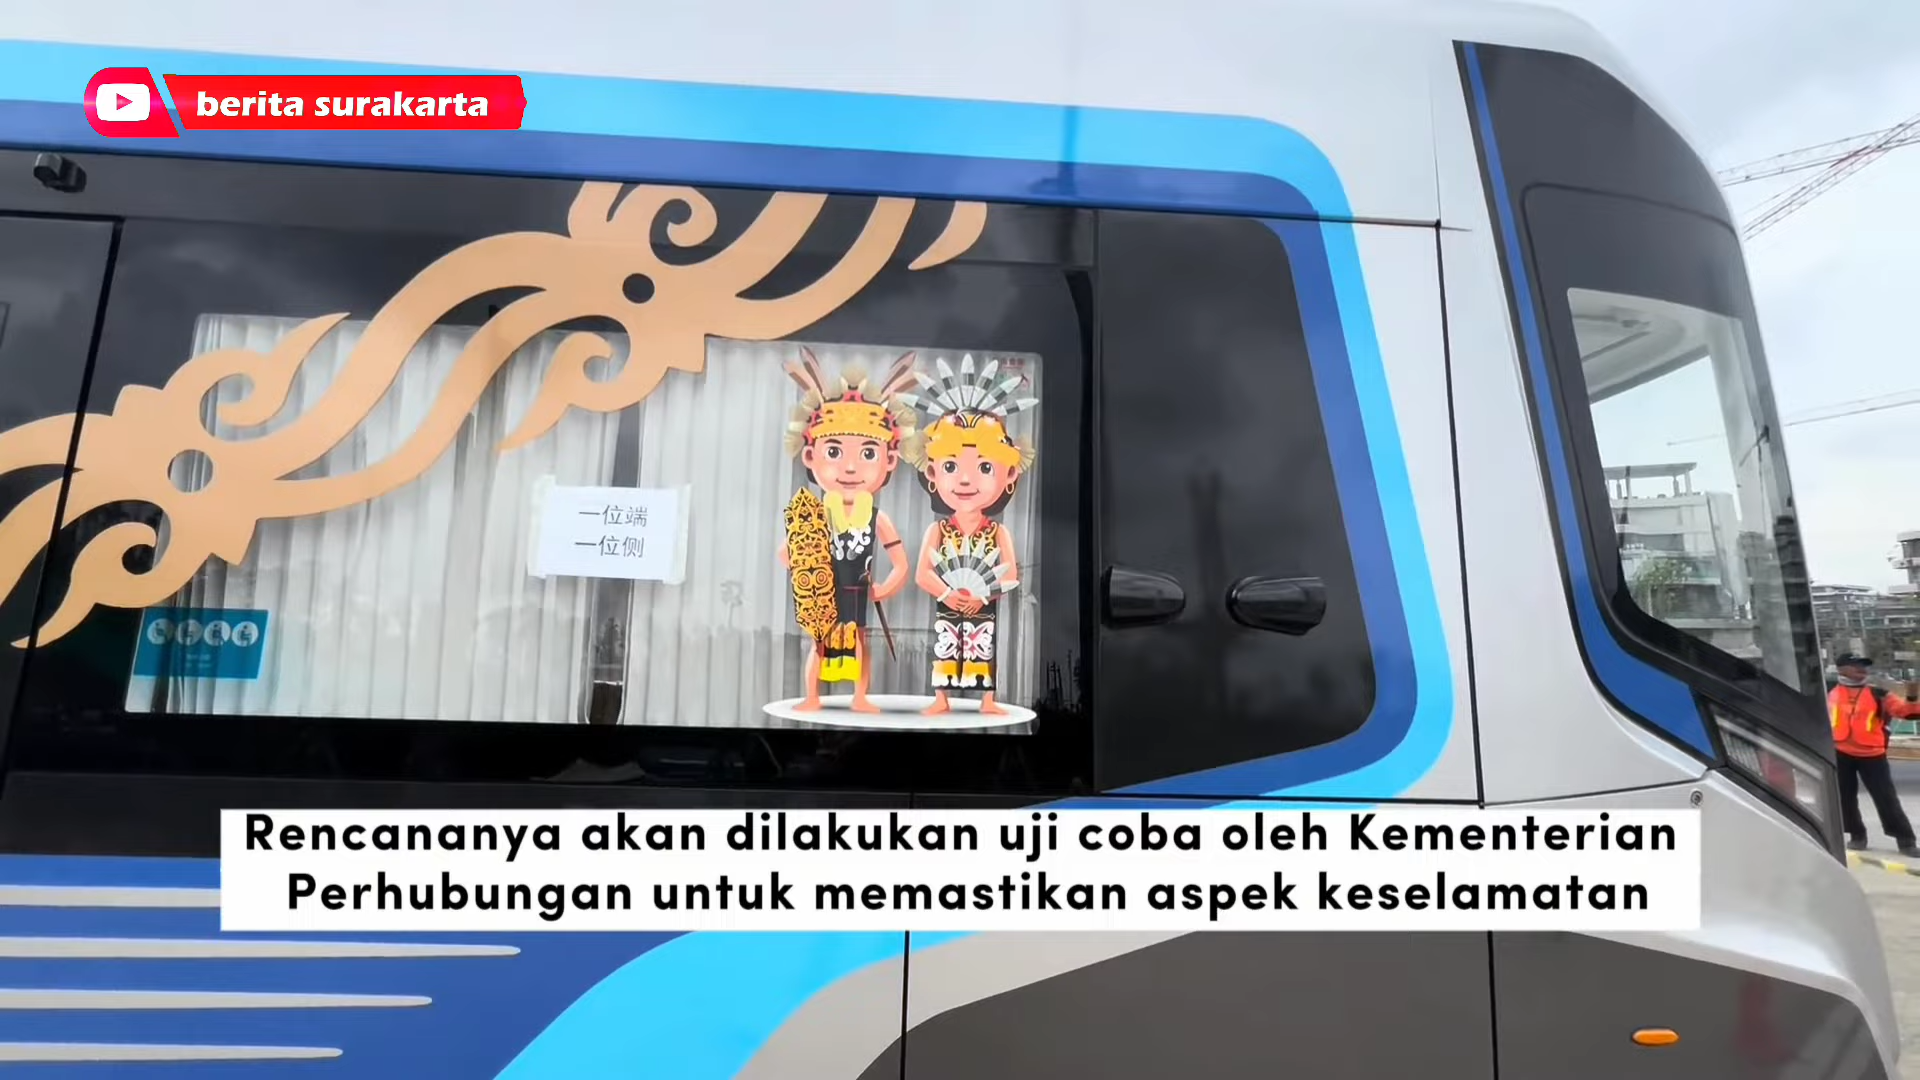 berita surakarta
一位端
一位侧
Rencananya akan dilakukan uji coba oleh Kementerian
Perhubungan untuk memastikan aspek keselamatan